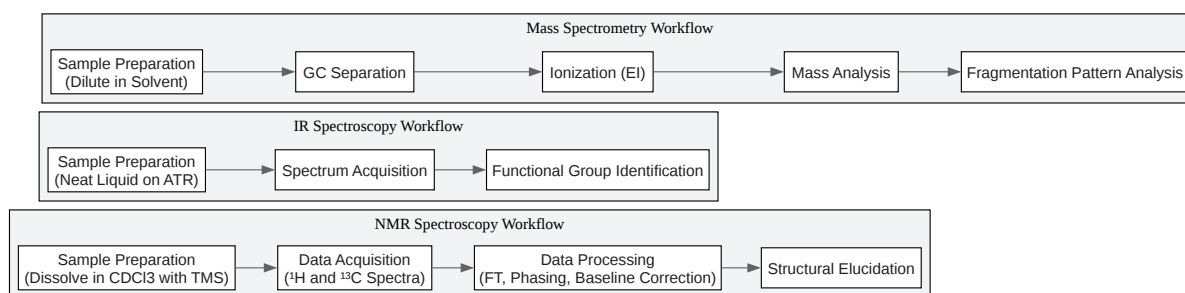 Mass Spectrometry Workflow
Sample Preparation
(Dilute in Solvent)
GC Separation
Ionization (EI)
Mass Analysis
Fragmentation Pattern Analysis
IR Spectroscopy Workflow
Sample Preparation
(Neat Liquid on ATR)
Spectrum Acquisition
Functional Group Identification
NMR Spectroscopy Workflow
Sample Preparation
(Dissolve in CDCl3 with TMS)
Data Acquisition
(¹H and ¹³C Spectra)
Data Processing
(FT, Phasing, Baseline Correction)
Structural Elucidation